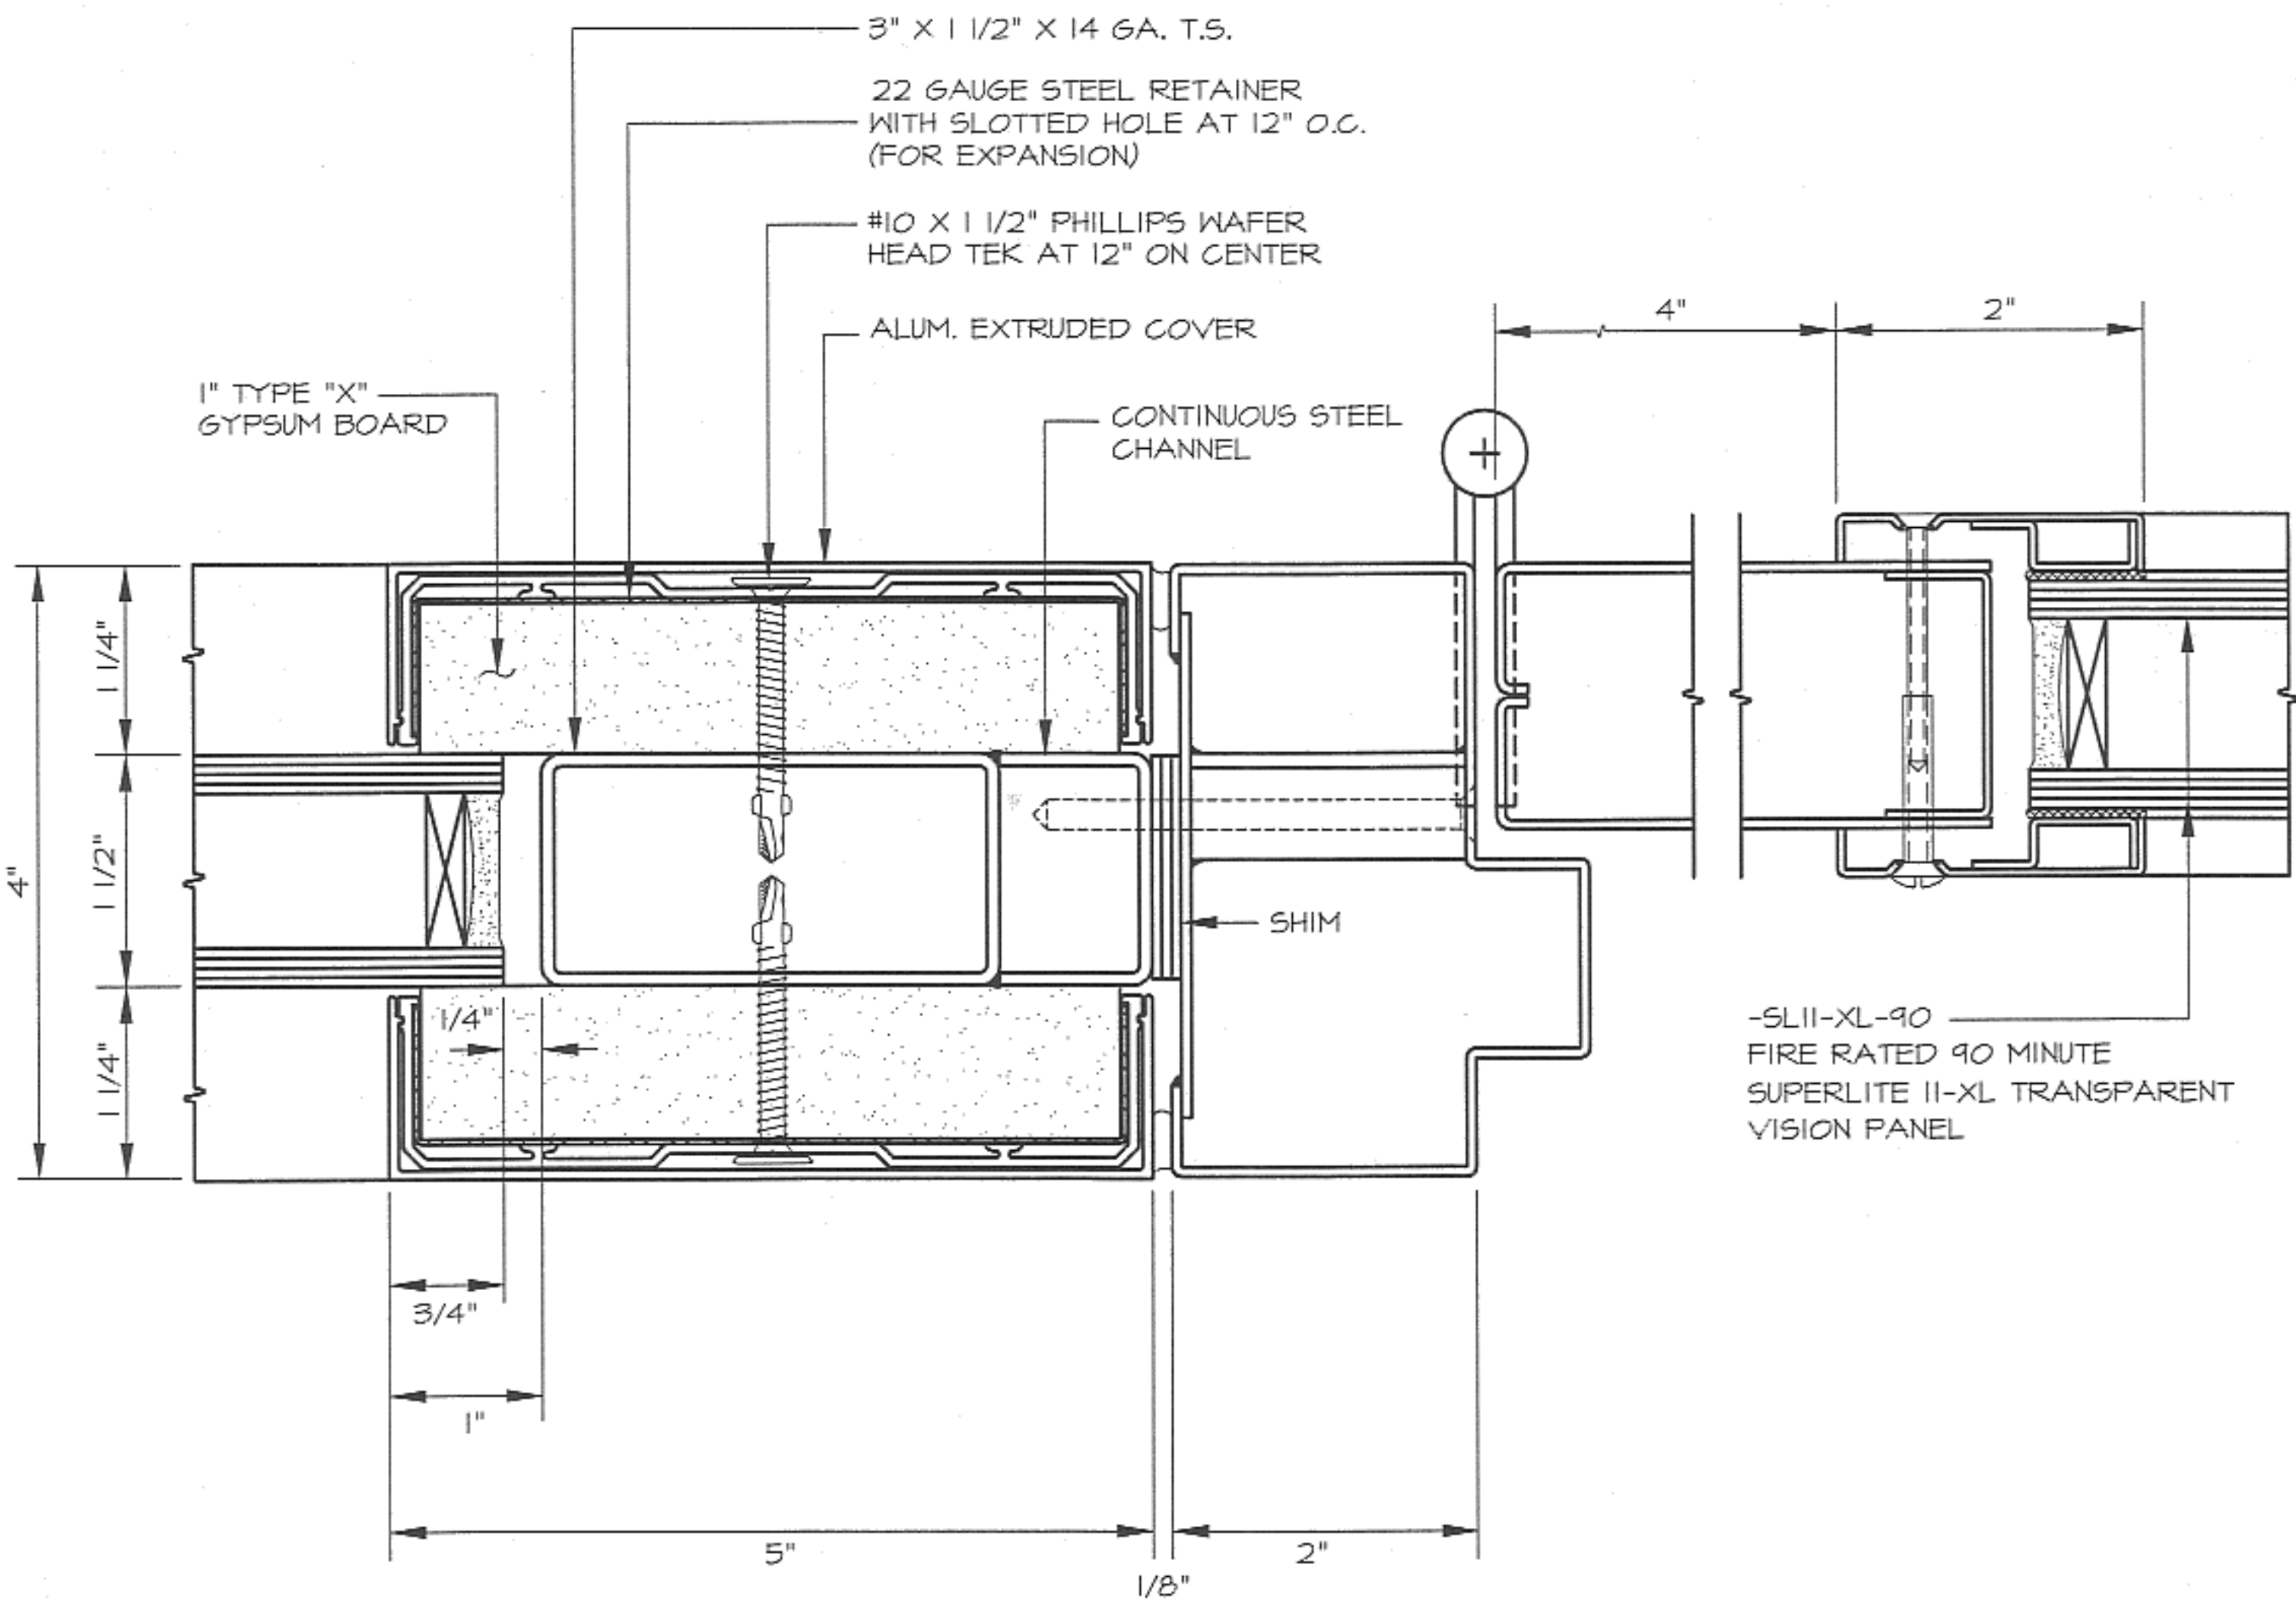 3" X 1 1/2" X 14 GA. T.S.
22 GAUGE STEEL RETAINER
WITH SLOTTED HOLE AT 12" O.C.
(FOR EXPANSION)
#10 X 1 1/2" PHILLIPS WAFER
HEAD TEK AT 12" ON CENTER
ALUM. EXTRUDED COVER
4"
2"
1" TYPE "X"
GYPSUM BOARD
CONTINUOUS STEEL
CHANNEL
1 1/4"
1 1/2"
4"
1 1/4"
1/4"
SHIM
-SLII-XL-90
FIRE RATED 90 MINUTE
SUPERLITE II-XL TRANSPARENT
VISION PANEL
3/4"
1"
5"
2"
1/8"